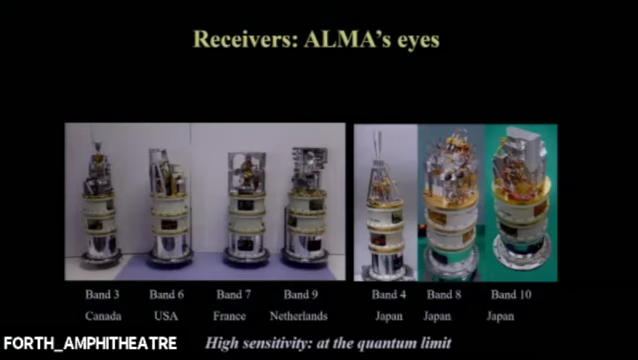 Receivers: ALMA's eyes
Band 3 Band 6 Band 7 Band 9 Band 4 Band 8 Band 10
Canada USA France Netherlands Japan Japan Japan
FORTH_AMPHITHEATRE
High sensitivity: at the quantum limit